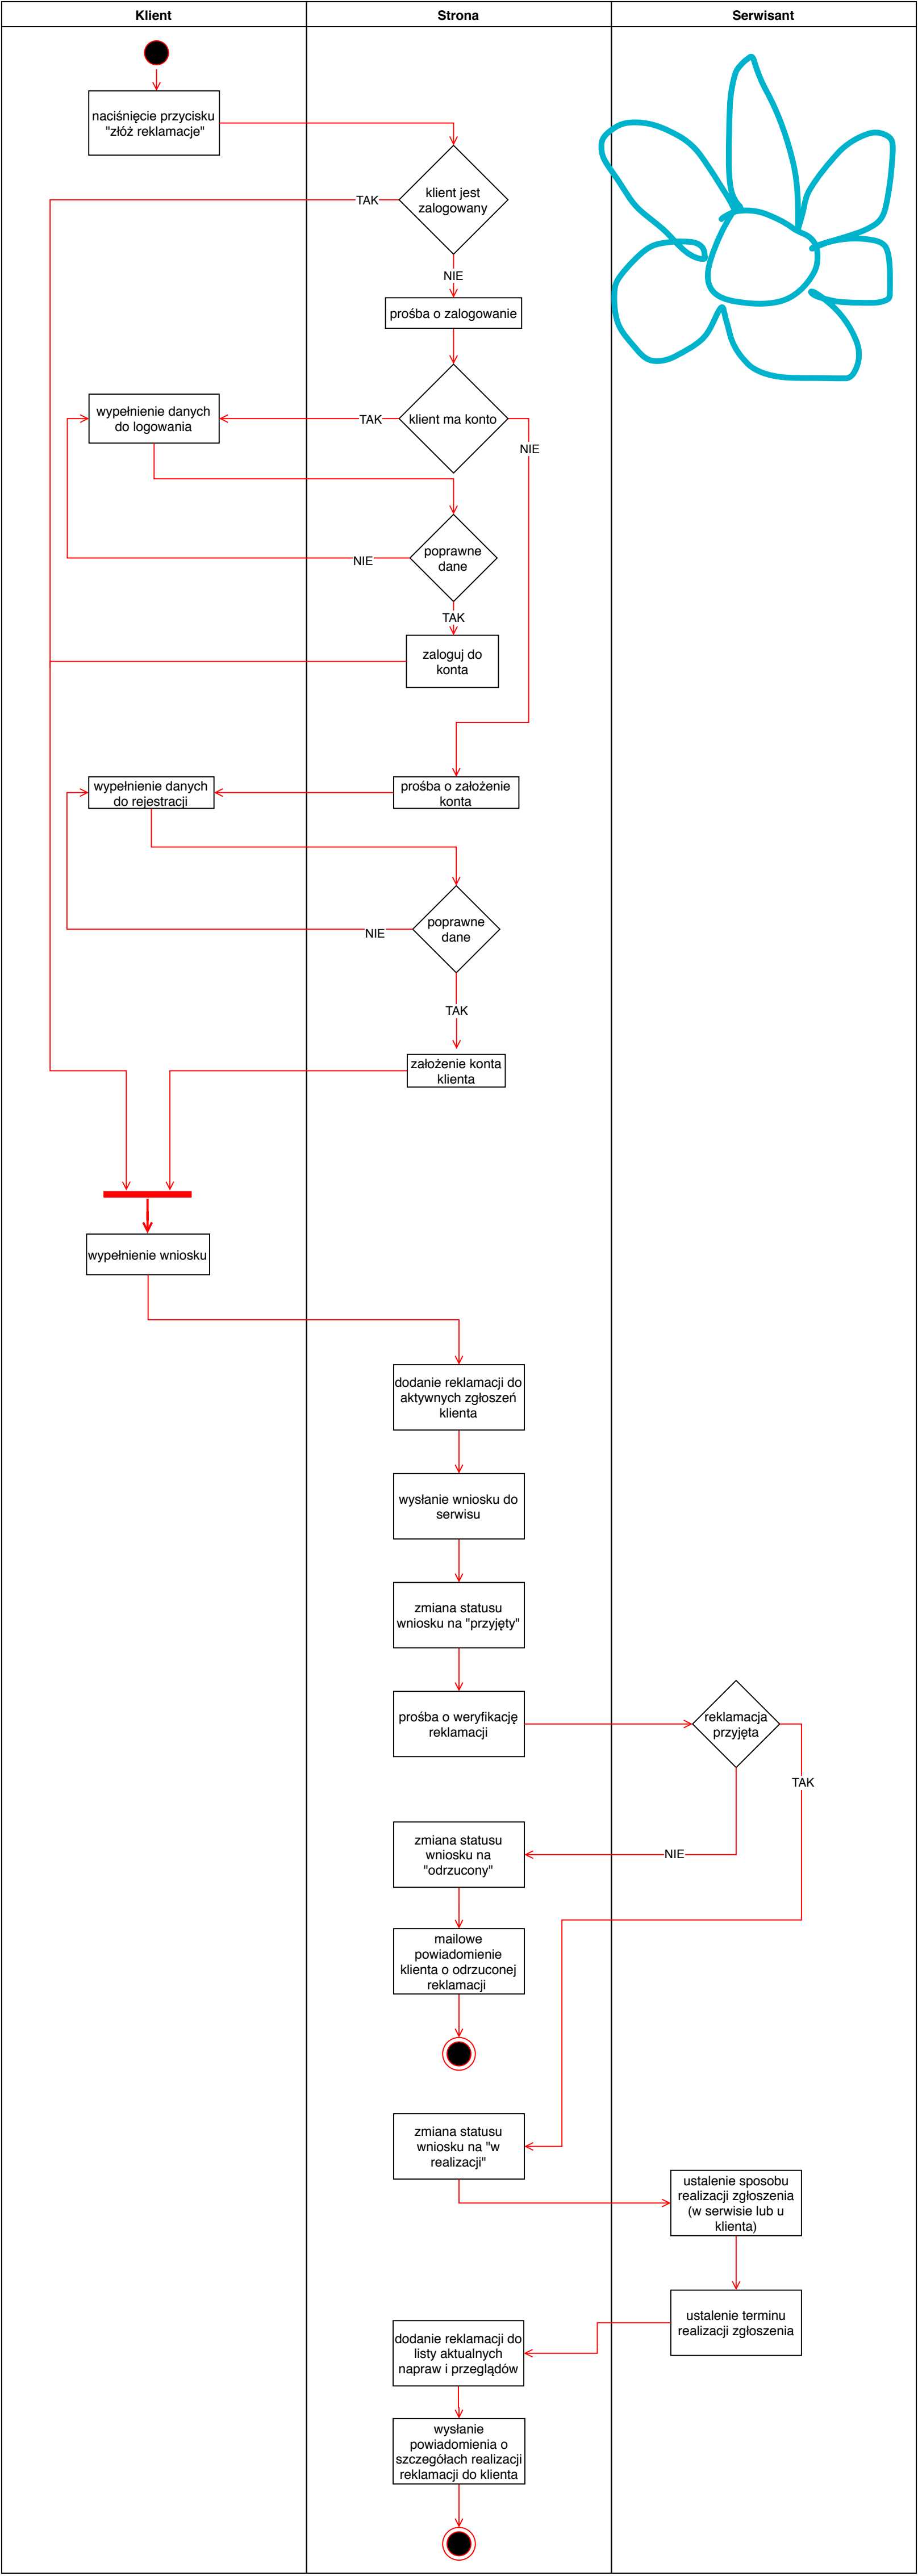 Klient
Strona
Serwisant
naciśnięcie przycisku
"złóż reklamacje"
klient jest
zalogowany
TAK
NIE
prośba o zalogowanie
wypełnienie danych
do logowania
TAK
klient ma konto
NIE
poprawne
dane
NIE
TAK
zaloguj do
konta
wypełnienie danych
do rejestracji
prośba o założenie
konta
poprawne
dane
NIE
TAK
założenie konta
klienta
wypełnienie wniosku
dodanie reklamacji do
aktywnych zgłoszeń
klienta
wysłanie wniosku do
serwisu
zmiana statusu
wniosku na "przyjęty"
prośba o weryfikację
reklamacji
reklamacja
przyjęta
TAK
zmiana statusu
wniosku na
"odrzucony"
NIE
mailowe
powiadomienie
klienta o odrzuconej
reklamacji
zmiana statusu
wniosku na "w
realizacji"
ustalenie sposobu
realizacji zgłoszenia
(w serwisie lub u
klienta)
ustalenie terminu
realizacji zgłoszenia
dodanie reklamacji do
listy aktualnych
napraw i przeglądów
wysłanie
powiadomienia o
szczegółach realizacji
reklamacji do klienta